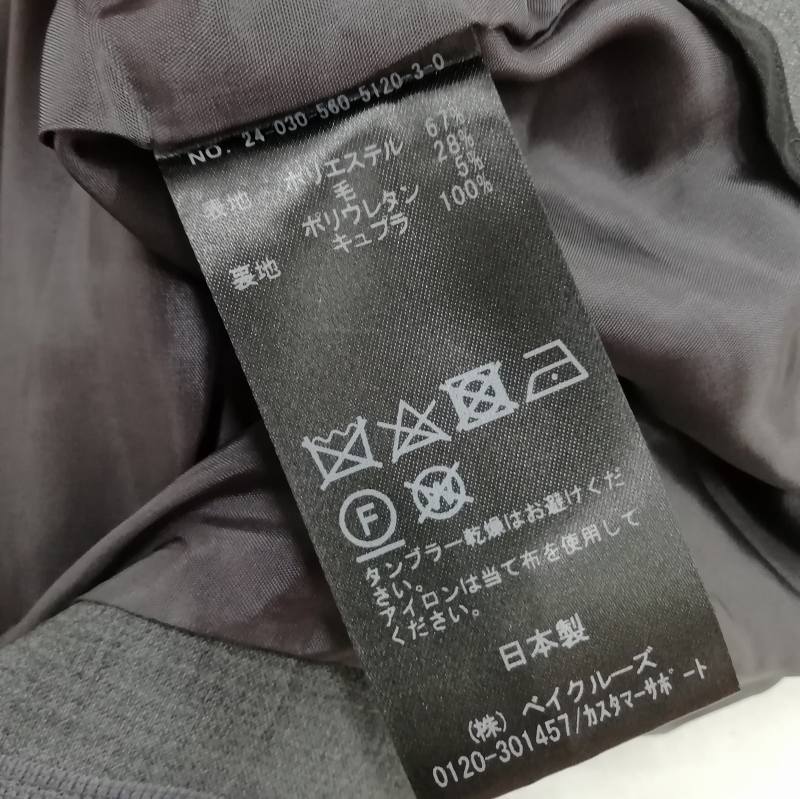 NO. 24-030-560-5120-3-0
表地 ポリエステル 67%
毛 28%
ポリウレタン 5%
裏地 キュプラ 100%
F
W
タンブラー乾燥はお避けくだ
さい。
アイロンは当て布を使用して
ください。
日本製
(株) ベイクルーズ
0120-301457/カスタマーサポート